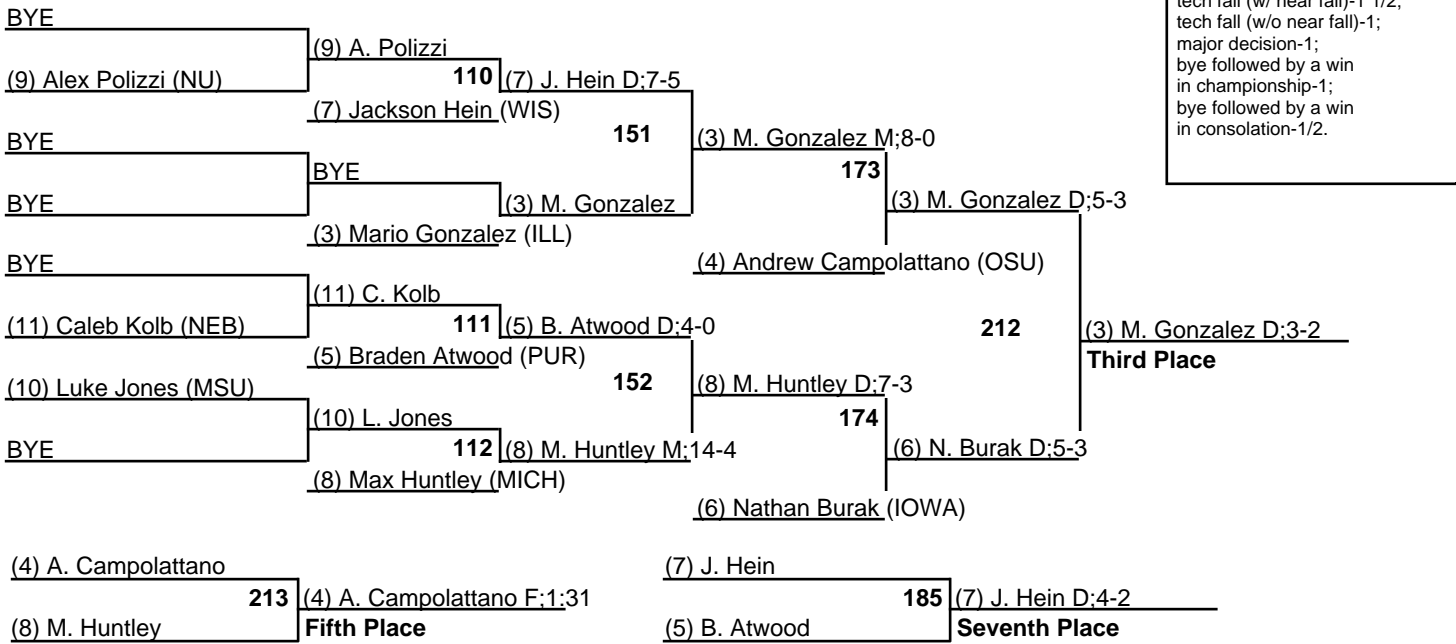 tech fall (w/ near fall)-1 1/2;
tech fall (w/o near fall)-1;
major decision-1;
bye followed by a win
in championship-1;
bye followed by a win
in consolation-1/2.
BYE
(9) A. Polizzi
(9) Alex Polizzi (NU)
110
(7) J. Hein D;7-5
(7) Jackson Hein (WIS)
151
BYE
(3) M. Gonzalez M;8-0
BYE
173
BYE
(3) M. Gonzalez
(3) M. Gonzalez D;5-3
(3) Mario Gonzalez (ILL)
BYE
(4) Andrew Campolattano (OSU)
(11) C. Kolb
(11) Caleb Kolb (NEB)
111
(5) B. Atwood D;4-0
212
(3) M. Gonzalez D;3-2
(5) Braden Atwood (PUR)
Third Place
152
(10) Luke Jones (MSU)
(8) M. Huntley D;7-3
(10) L. Jones
174
BYE
112
(8) M. Huntley M;14-4
(6) N. Burak D;5-3
(8) Max Huntley (MICH)
(6) Nathan Burak (IOWA)
(4) A. Campolattano
213
(4) A. Campolattano F;1:31
(8) M. Huntley
Fifth Place
(7) J. Hein
185
(7) J. Hein D;4-2
(5) B. Atwood
Seventh Place